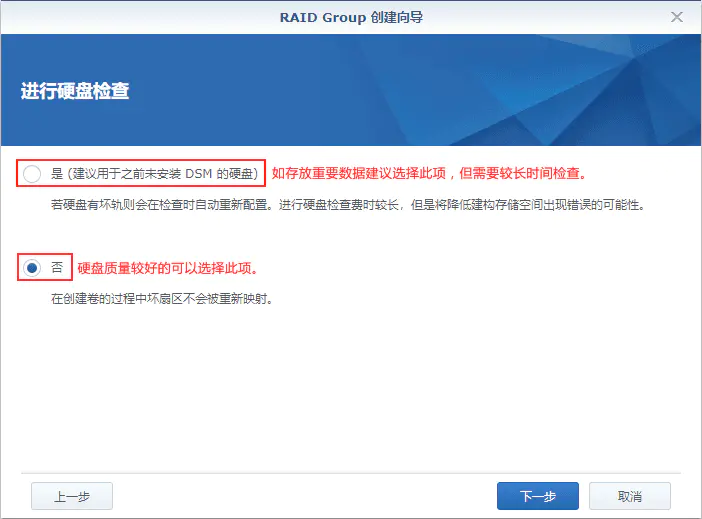 RAID Group 创建向导
进行硬盘检查
是 (建议用于之前未安装 DSM 的硬盘) 如存放重要数据建议选择此项，但需要较长时间检查。
若硬盘有坏轨则会在检查时自动重新配置。进行硬盘检查费时较长，但是将降低建构存储空间出现错误的可能性。
否 硬盘质量较好的可以选择此项。
在创建卷的过程中坏扇区不会被重新映射。
上一步 下一步 取消